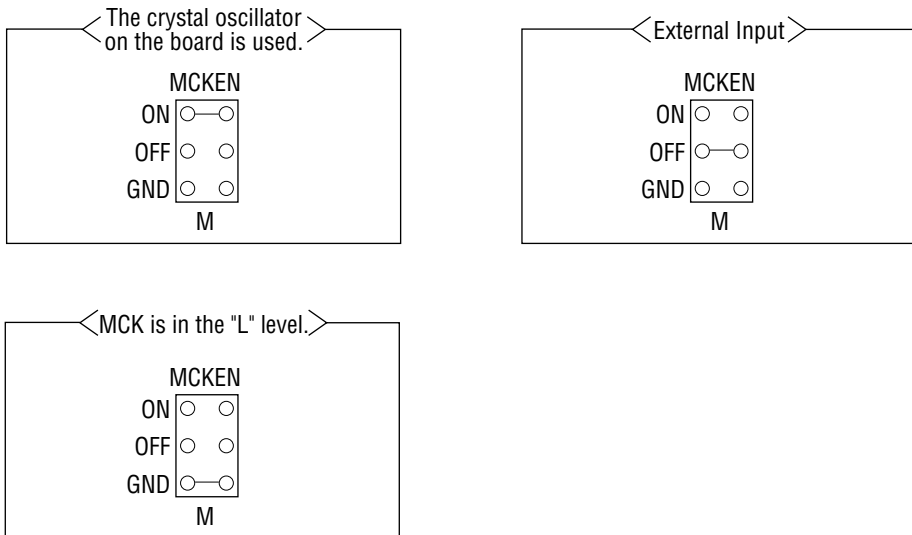 The crystal oscillator
on the board is used.
MCKEN
ON
OFF
GND
M
External Input
MCKEN
ON
OFF
GND
M
MCK is in the "L" level.
MCKEN
ON
OFF
GND
M